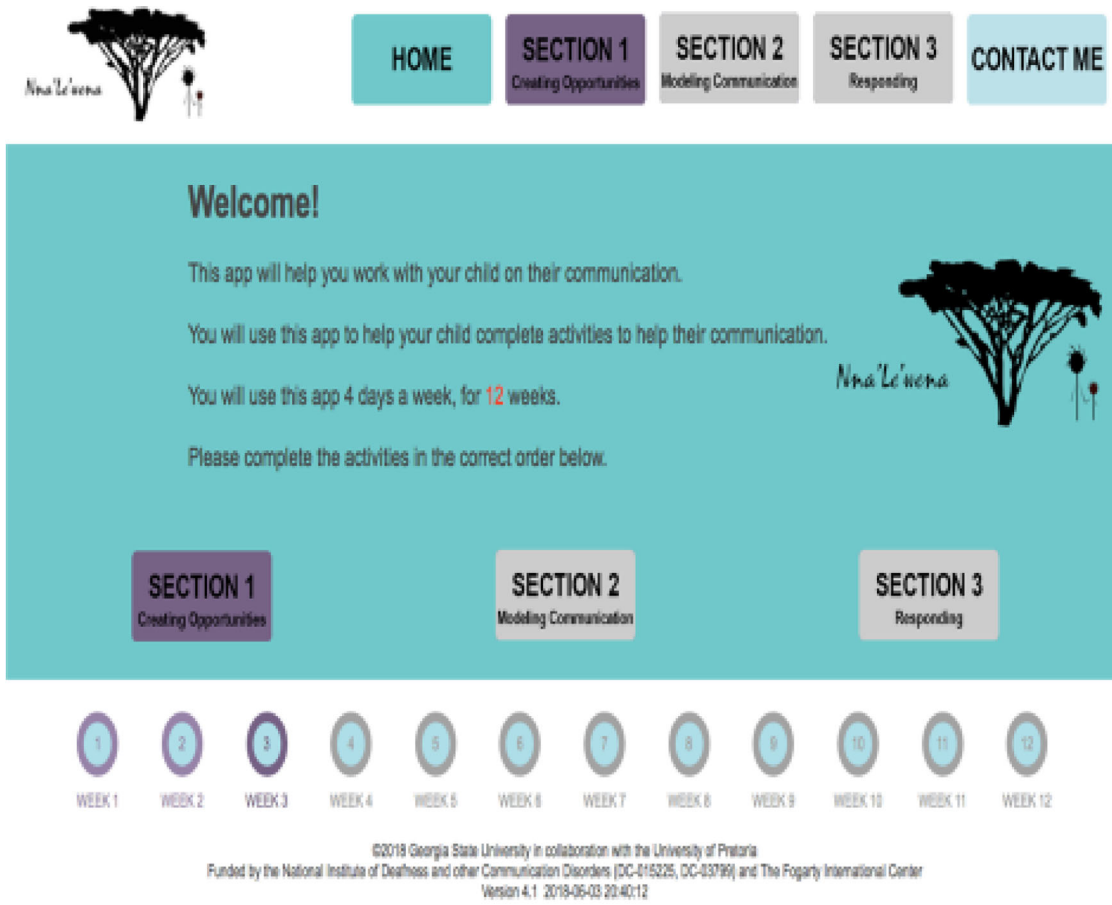 Nna'Le'wena
HOME
SECTION 1
Creating Opportunities
SECTION 2
Modeling Communication
SECTION 3
Responding
CONTACT ME
Welcome!
This app will help you work with your child on their communication.
You will use this app to help your child complete activities to help their communication.
You will use this app 4 days a week, for 12 weeks.
Please complete the activities in the correct order below.
Nna'Le'wena
SECTION 1
Creating Opportunities
SECTION 2
Modeling Communication
SECTION 3
Responding
1 2 3 4 5 6 7 8 9 10 11 12
WEEK 1 WEEK 2 WEEK 3 WEEK 4 WEEK 5 WEEK 6 WEEK 7 WEEK 8 WEEK 9 WEEK 10 WEEK 11 WEEK 12
©2018 Georgia State University in collaboration with the University of Pretoria
Funded by the National Institute of Deafness and other Communication Disorders (DC-015225, DC-03799) and The Fogarty International Center
Version 4.1 2018-06-03 20:40:12